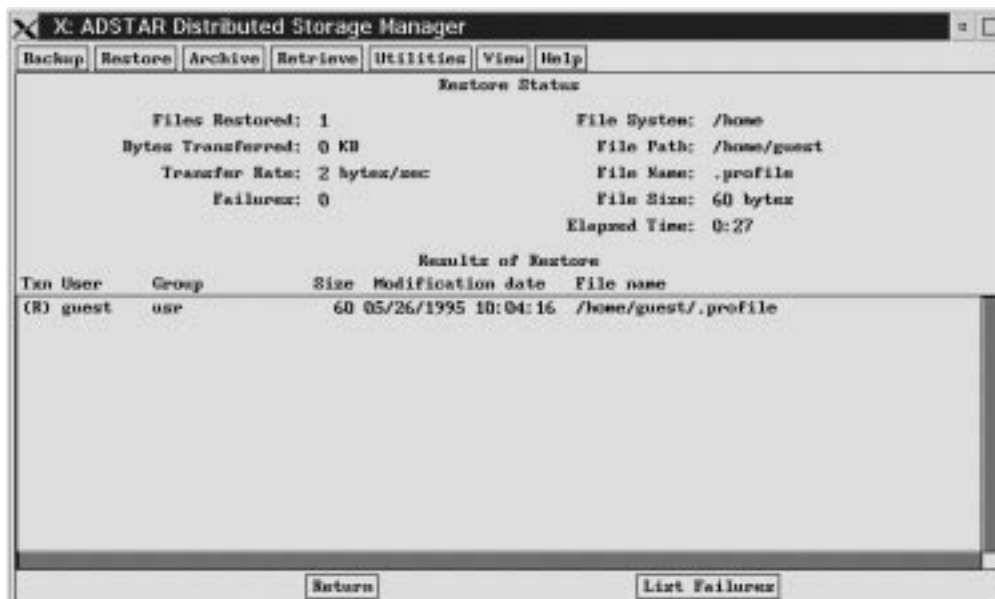 X: ADSTAR Distributed Storage Manager
Backup Restore Archive Retrieve Utilities View Help
Restore Status
Files Restored: 1 File System: /home
Bytes Transferred: 0 KB File Path: /home/guest
Transfer Rate: 2 bytes/sec File Name: .profile
Failures: 0 File Size: 60 bytes
Elapsed Time: 0:27
Results of Restore
Txn User Group Size Modification date File name
(R) guest usr 60 05/26/1995 10:04:16 /home/guest/.profile
Return List Failures